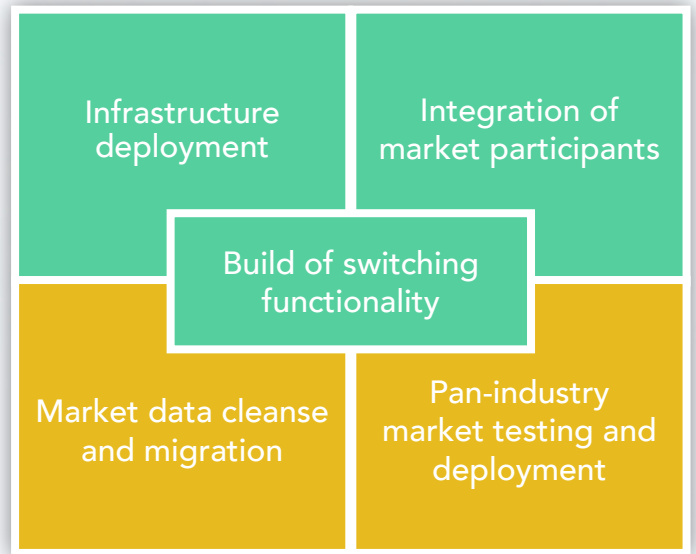 Infrastructure
deployment
Integration of
market participants
Build of switching
functionality
Market data cleanse
and migration
Pan-industry
market testing and
deployment